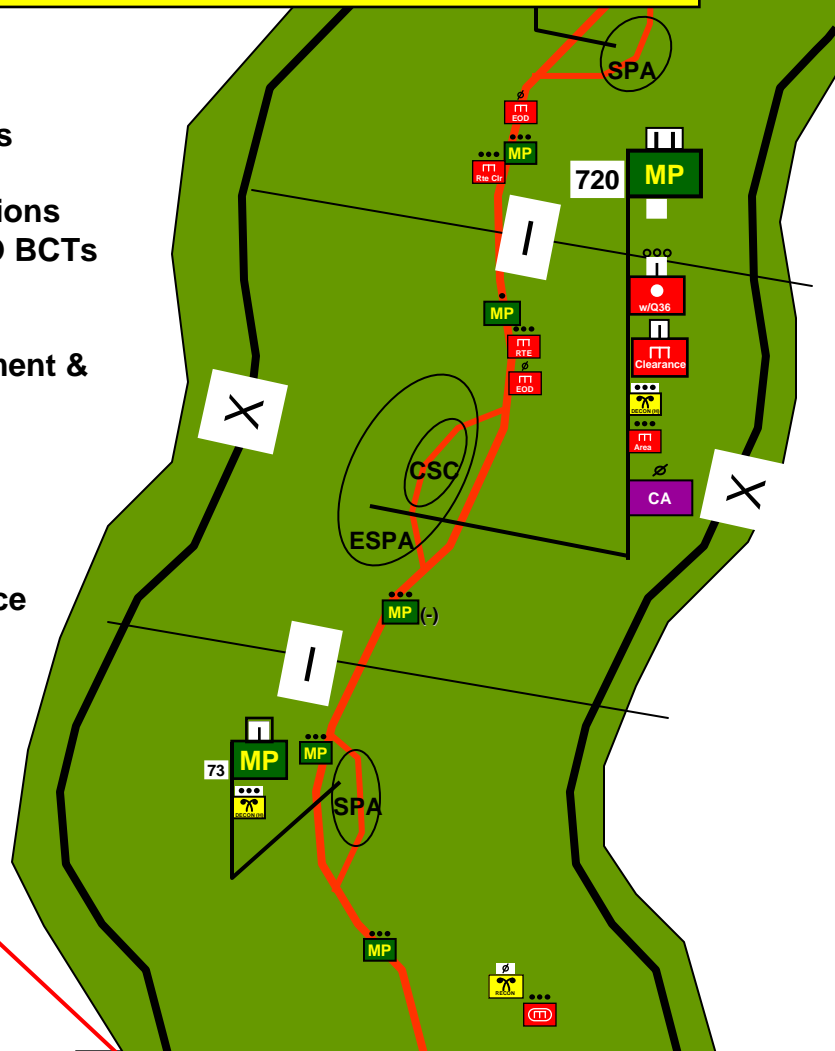 SPA
EOD
s
MP
Rte Clr
720
MP
ions
I
D BCTs
w/Q36
MP
RTE
Clearance
ment &
EOD
X
DECON (H)
Area
CSC
X
CA
ESPA
ce
MP (-)
I
MP
MP
73
DECON (H)
SPA
MP
RECON